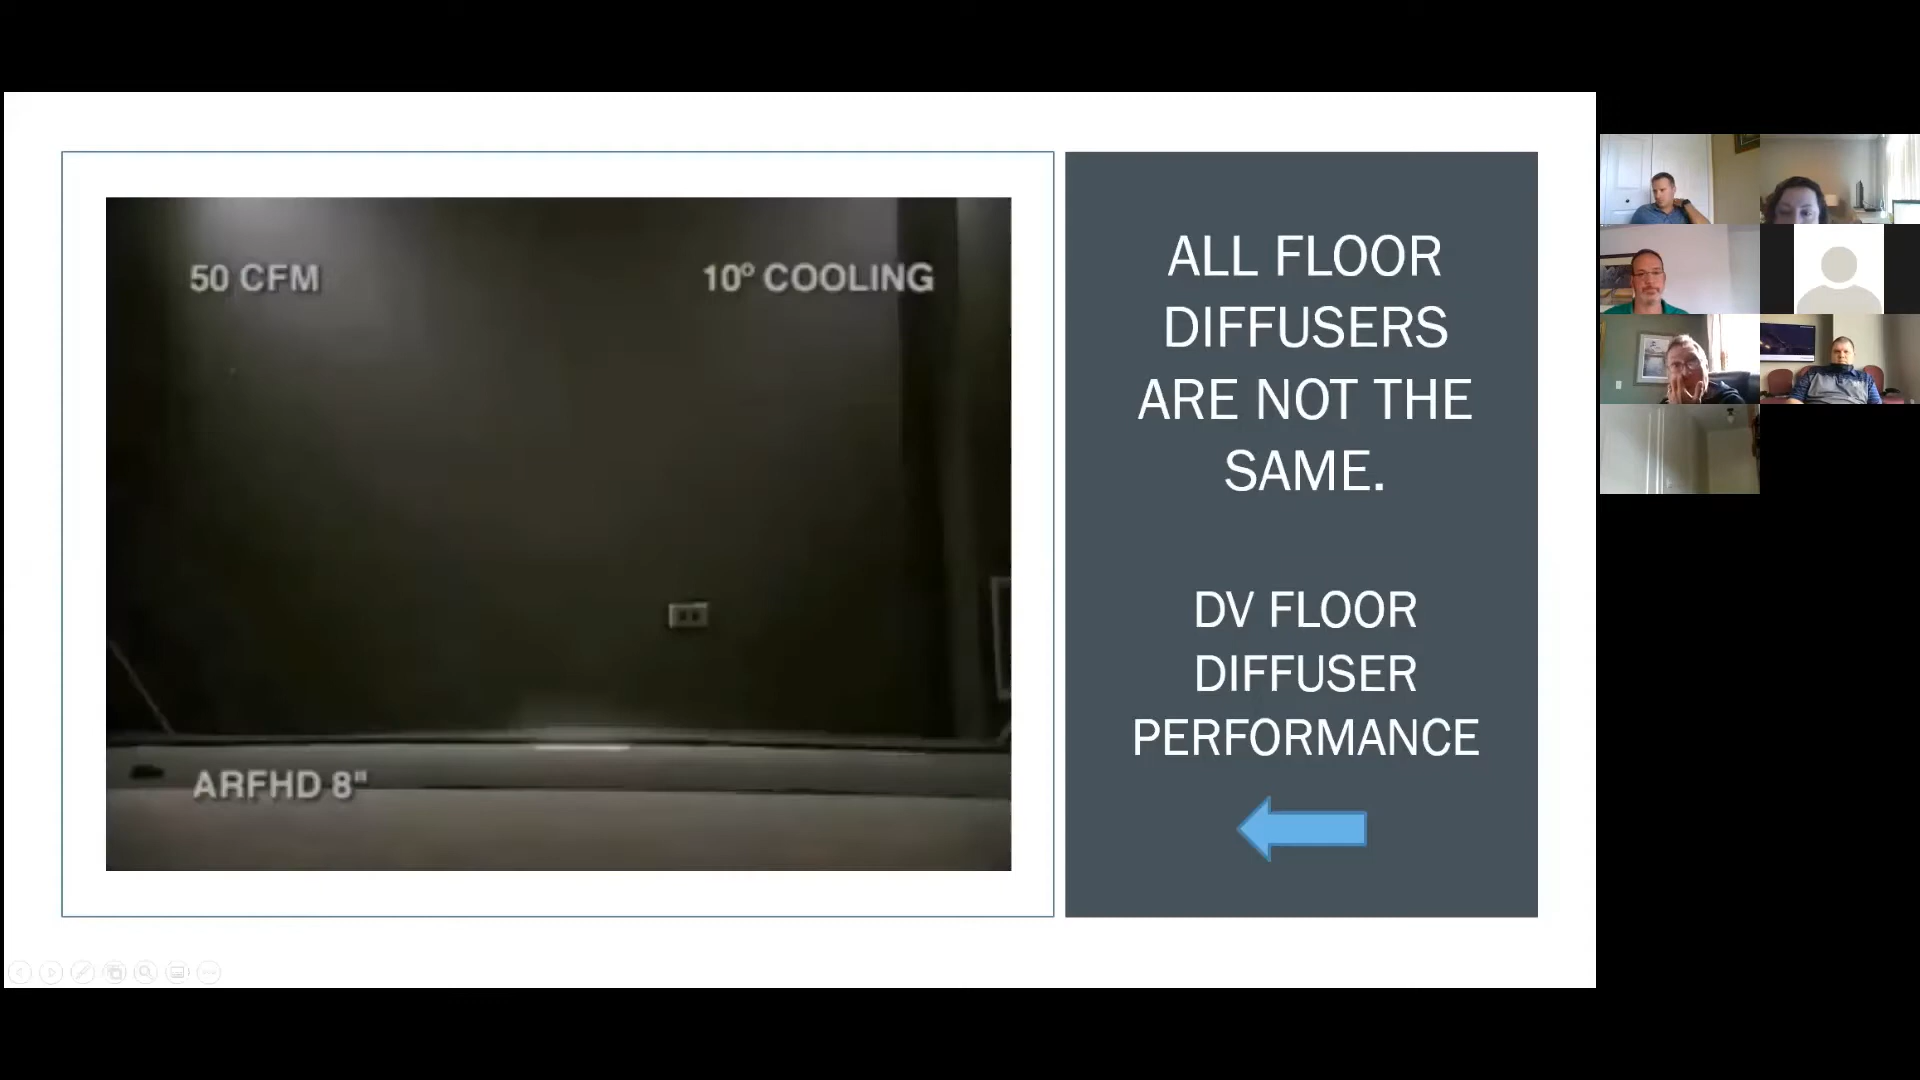 50 CFM
10° COOLING
ARFHD 8"
ALL FLOOR
DIFFUSERS
ARE NOT THE
SAME.
DV FLOOR
DIFFUSER
PERFORMANCE